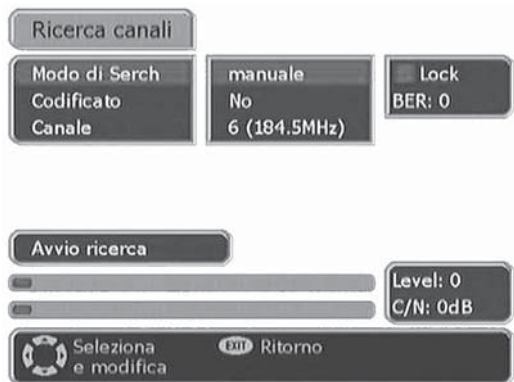 Ricerca canali
Modo di Serch manuale Lock
Codificato No BER: 0
Canale 6 (184.5MHz)
Avvio ricerca
Level: 0
C/N: 0dB
Seleziona EXIT Ritorno
e modifica